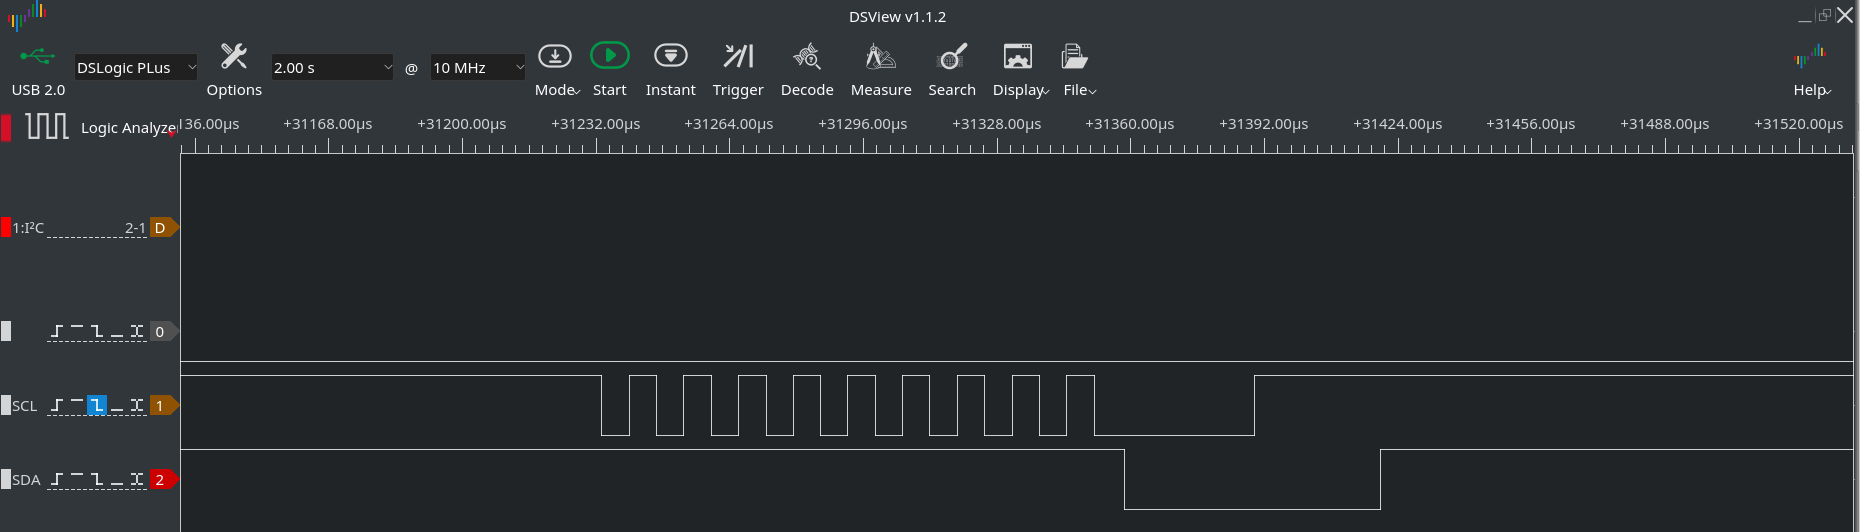 DSView v1.1.2
USB 2.0
DSLogic PLus
Options
2.00 s
@
10 MHz
Mode
Start
Instant
Trigger
Decode
Measure
Search
Display
File
Help
Logic Analyze
136.00µs +31168.00µs +31200.00µs +31232.00µs +31264.00µs +31296.00µs +31328.00µs +31360.00µs +31392.00µs +31424.00µs +31456.00µs +31488.00µs +31520.00µs
1:I²C 2-1 D
0
SCL 1
SDA 2